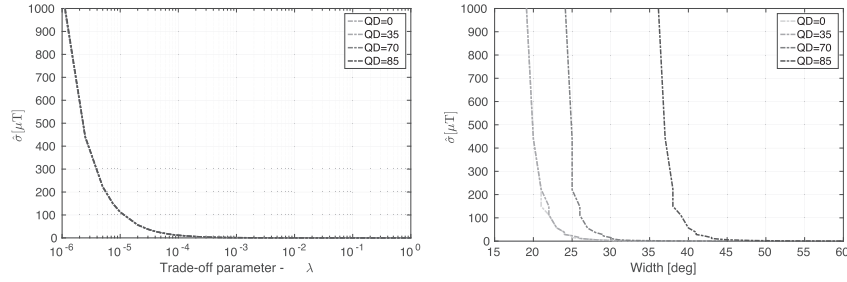 1000
900
800
700
600
500
400
300
200
100
0
σ̂ [μT]
10⁻⁶ 10⁻⁵ 10⁻⁴ 10⁻³ 10⁻² 10⁻¹ 10⁰
Trade-off parameter - λ
QD=0
QD=35
QD=70
QD=85
1000
900
800
700
600
500
400
300
200
100
0
σ̂ [μT]
15 20 25 30 35 40 45 50 55 60
Width [deg]
QD=0
QD=35
QD=70
QD=85